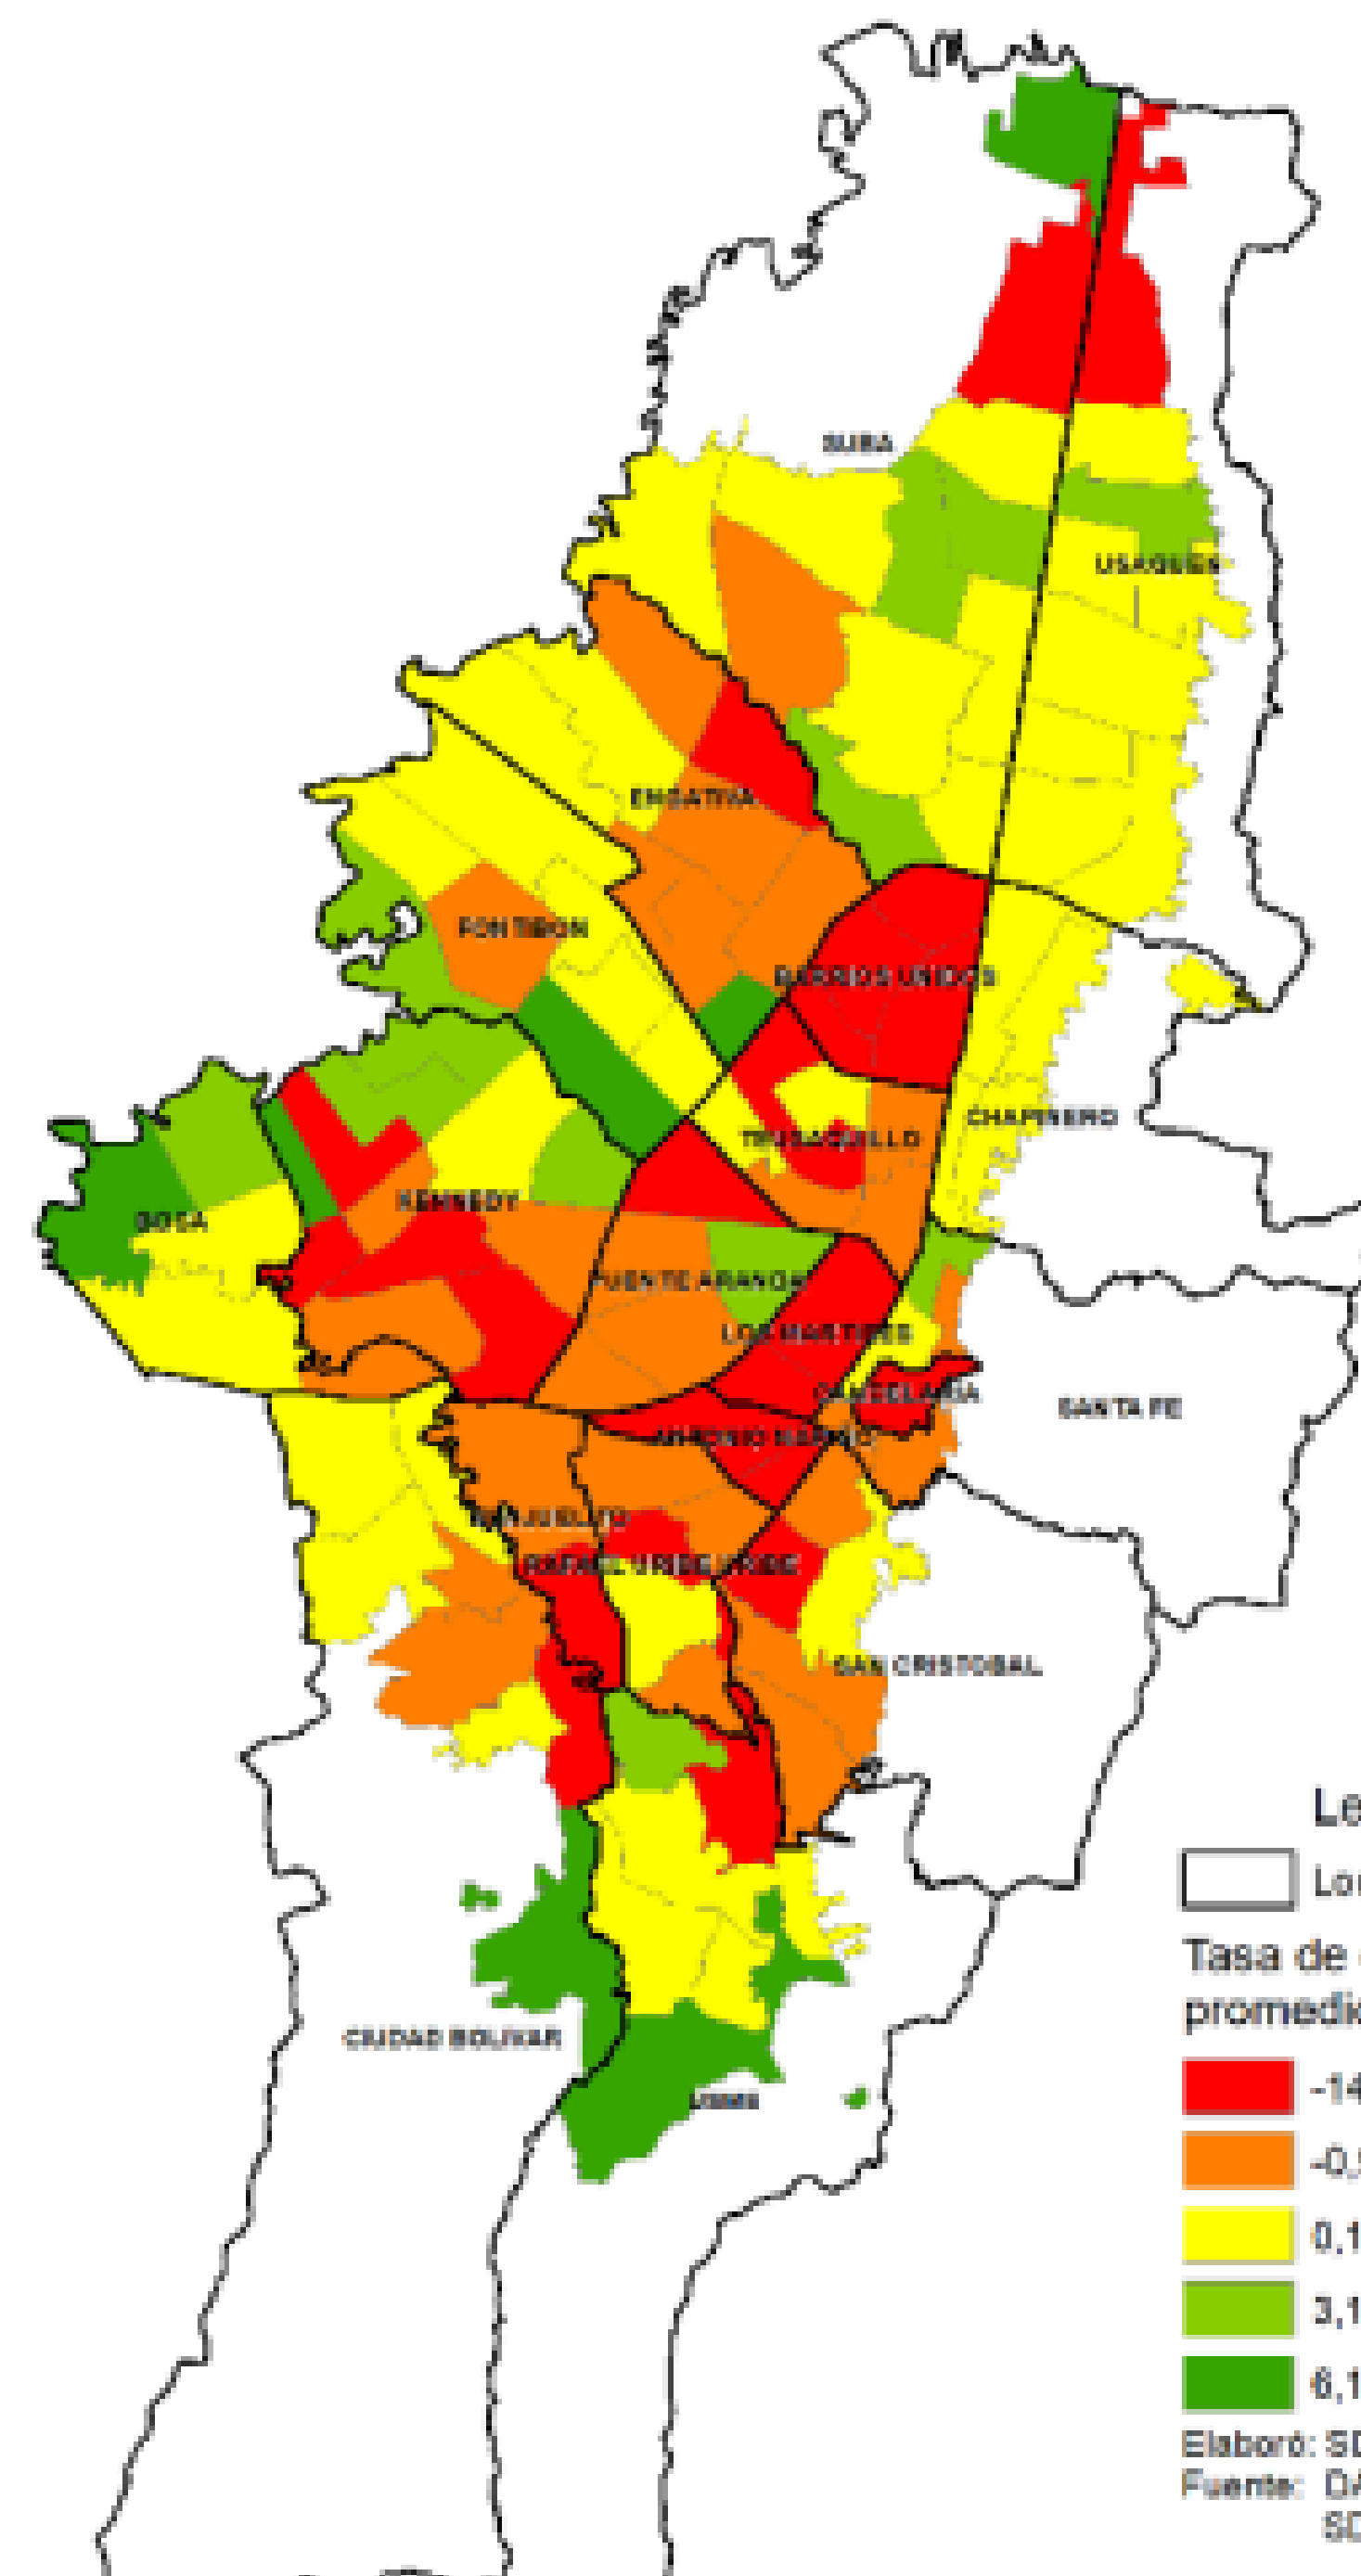 SUBA
USAQUEN
ENGATIVA
FONTIBON
BARRIOS UNIDOS
CHAPINERO
TEUSAQUILLO
KENNEDY
BOSA
PUENTE ARANDA
LOS MARTIRES
CANDELARIA
SANTA FE
ANTONIO NARIÑO
TUNJUELITO
RAFAEL URIBE URIBE
SAN CRISTOBAL
CIUDAD BOLIVAR
USME
Le
Lo
Tasa de
promedio
-14
-0,9
0,1
3,1
6,1
Elaboró: SD
Fuente: DA
SD